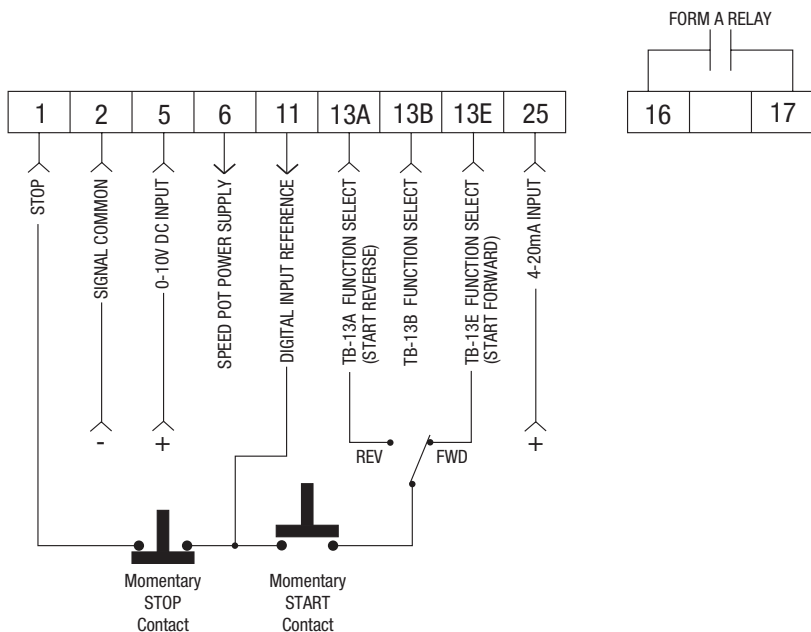 FORM A RELAY
1 2 5 6 11 13A 13B 13E 25
16 17
STOP
SIGNAL COMMON
0-10V DC INPUT
SPEED POT POWER SUPPLY
DIGITAL INPUT REFERENCE
TB-13A FUNCTION SELECT
(START REVERSE)
TB-13B FUNCTION SELECT
TB-13E FUNCTION SELECT
(START FORWARD)
4-20mA INPUT
- + +
REV FWD
Momentary
STOP
Contact
Momentary
START
Contact